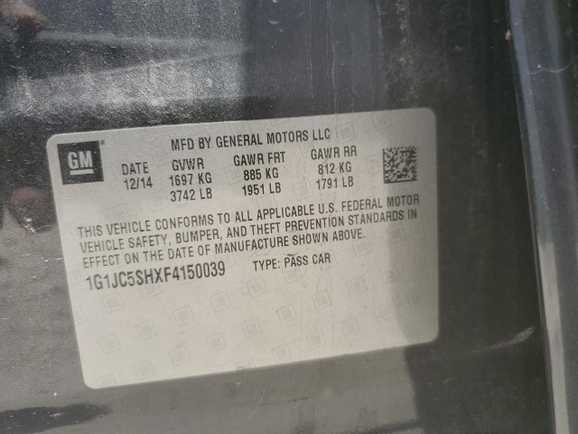 GM
MFD BY GENERAL MOTORS LLC
DATE GVWR GAWR FRT GAWR RR
12/14 1697 KG 885 KG 812 KG
3742 LB 1951 LB 1791 LB
THIS VEHICLE CONFORMS TO ALL APPLICABLE U.S. FEDERAL MOTOR
VEHICLE SAFETY, BUMPER, AND THEFT PREVENTION STANDARDS IN
EFFECT ON THE DATE OF MANUFACTURE SHOWN ABOVE.
1G1JC5SHXF4150039 TYPE: PASS CAR